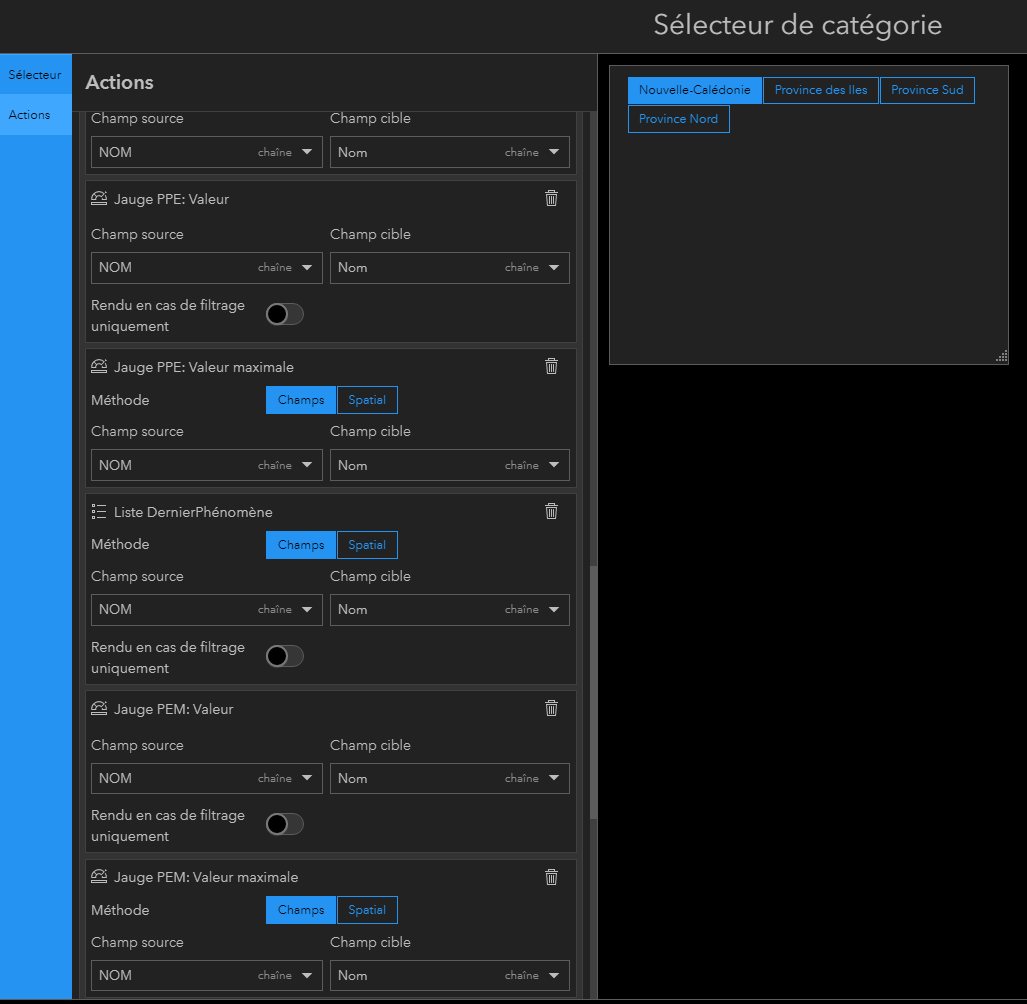 Sélecteur de catégorie
Sélecteur
Actions
Actions
Champ source Champ cible
NOM chaîne Nom chaîne
Jauge PPE: Valeur
Champ source Champ cible
NOM chaîne Nom chaîne
Rendu en cas de filtrage
uniquement
Jauge PPE: Valeur maximale
Méthode Champs Spatial
Champ source Champ cible
NOM chaîne Nom chaîne
Liste DernierPhénomène
Méthode Champs Spatial
Champ source Champ cible
NOM chaîne Nom chaîne
Rendu en cas de filtrage
uniquement
Jauge PEM: Valeur
Champ source Champ cible
NOM chaîne Nom chaîne
Rendu en cas de filtrage
uniquement
Jauge PEM: Valeur maximale
Méthode Champs Spatial
Champ source Champ cible
NOM chaîne Nom chaîne
Nouvelle-Calédonie Province des Iles Province Sud
Province Nord